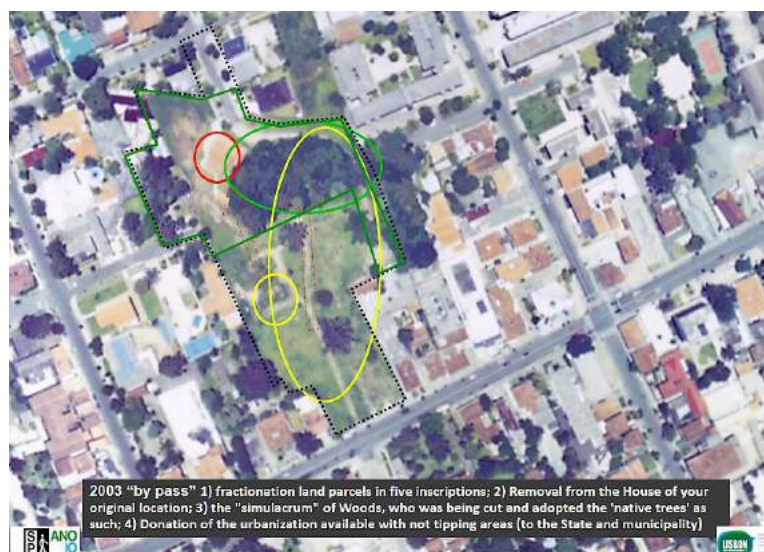 2003 “by pass” 1) fractionation land parcels in five inscriptions; 2) Removal from the House of your
original location; 3) the "simulacrum" of Woods, who was being cut and adopted the 'native trees' as
such; 4) Donation of the urbanization available with not tipping areas (to the State and municipality)
ANO
LISBON